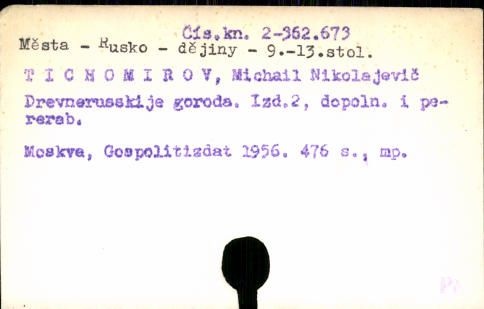 Čís.kn. 2-362.673
Města - Rusko - dějiny - 9.-13.stol.
T I C H O M I R O V, Michail Nikolajevič
Drevnerusskije goroda. Izd.2, dopoln. i pe-
rerab.
Moskva, Gospolitizdat 1956. 476 s., mp.